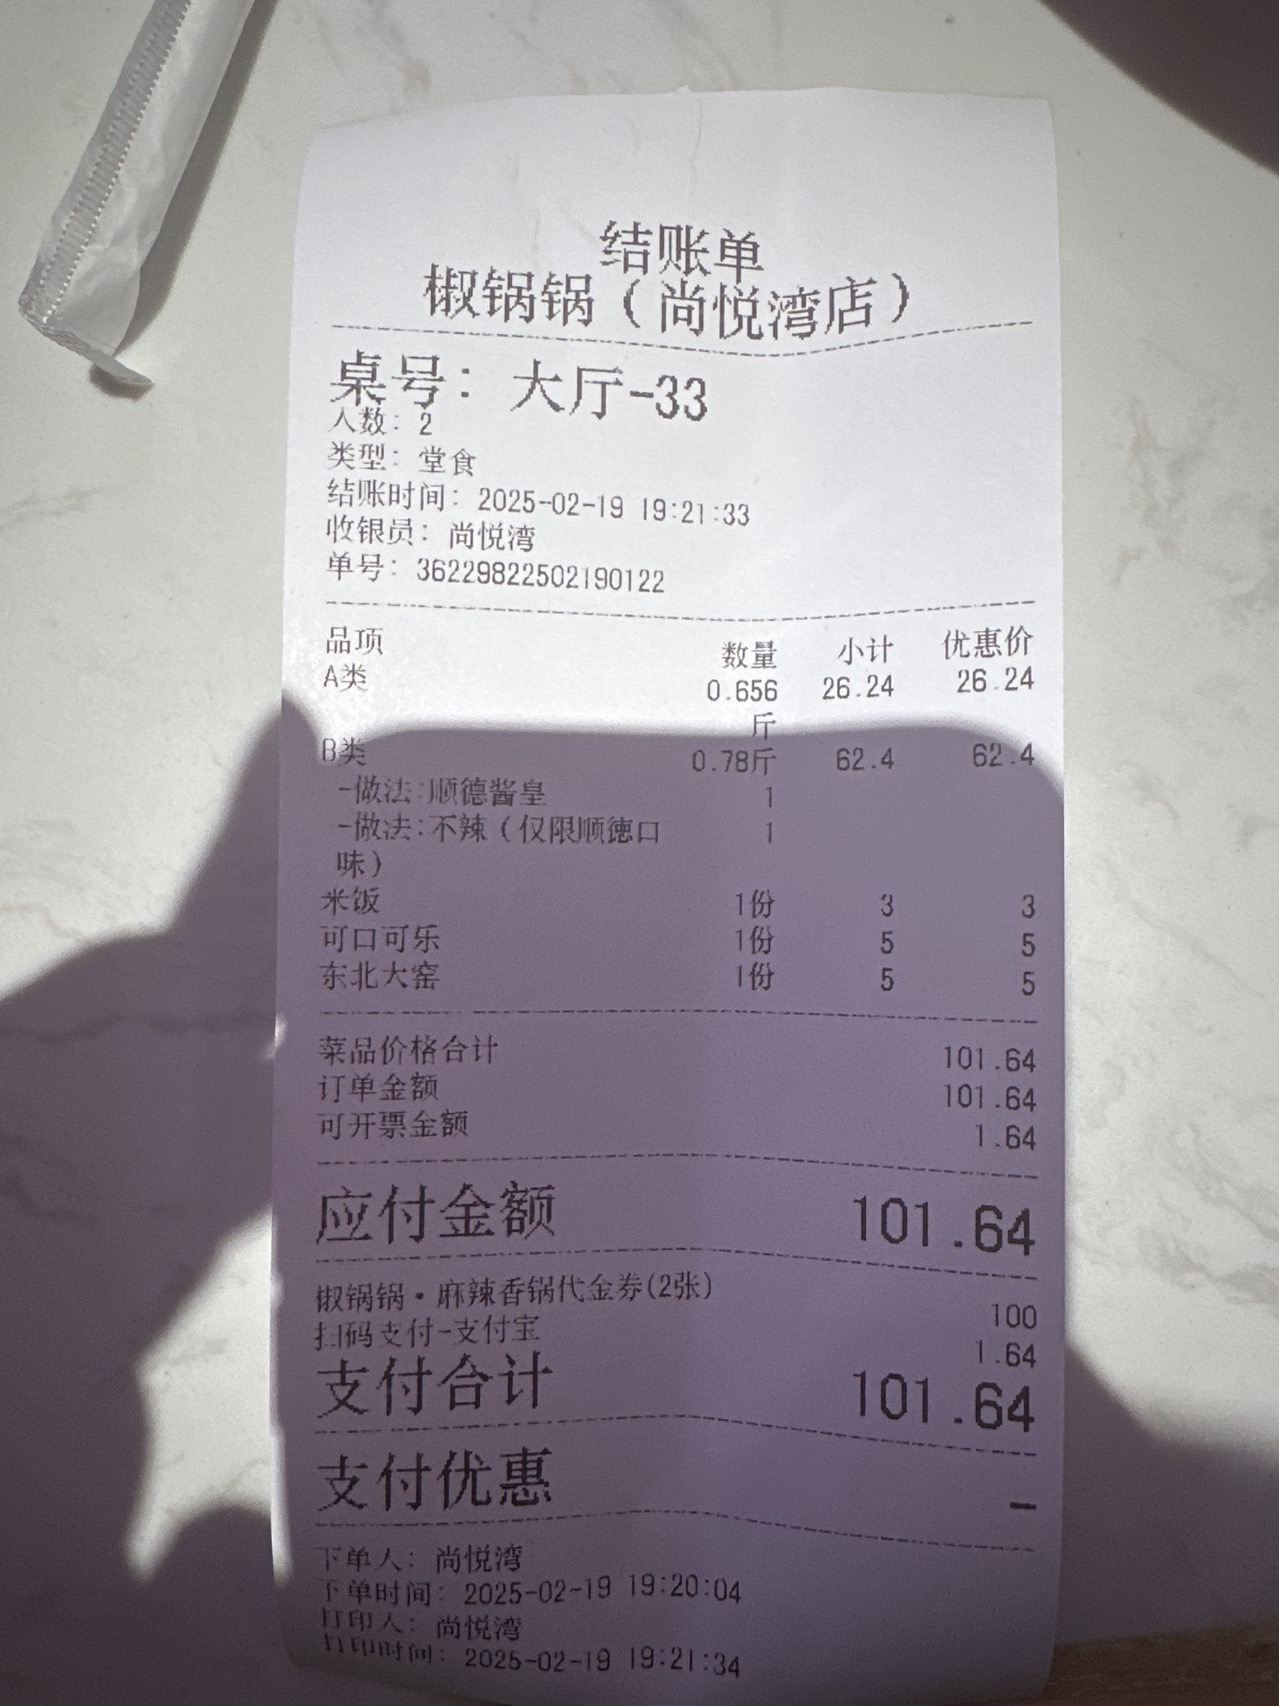 结账单
椒锅锅（尚悦湾店）
桌号：大厅-33
人数：2
类型：堂食
结账时间：2025-02-19 19:21:33
收银员：尚悦湾
单号：362298225021​90122
品项 数量 小计 优惠价
A类 0.656 26.24 26.24
斤
B类 0.78斤 62.4 62.4
-做法:顺德酱皇 1
-做法:不辣（仅限顺德口 1
味）
米饭 1份 3 3
可口可乐 1份 5 5
东北大窑 1份 5 5
菜品价格合计 101.64
订单金额 101.64
可开票金额 1.64
应付金额 101.64
椒锅锅·麻辣香锅代金券(2张) 100
扫码支付-支付宝 1.64
支付合计 101.64
支付优惠 -
下单人：尚悦湾
下单时间：2025-02-19 19:20:04
打印人：尚悦湾
打印时间：2025-02-19 19:21:34